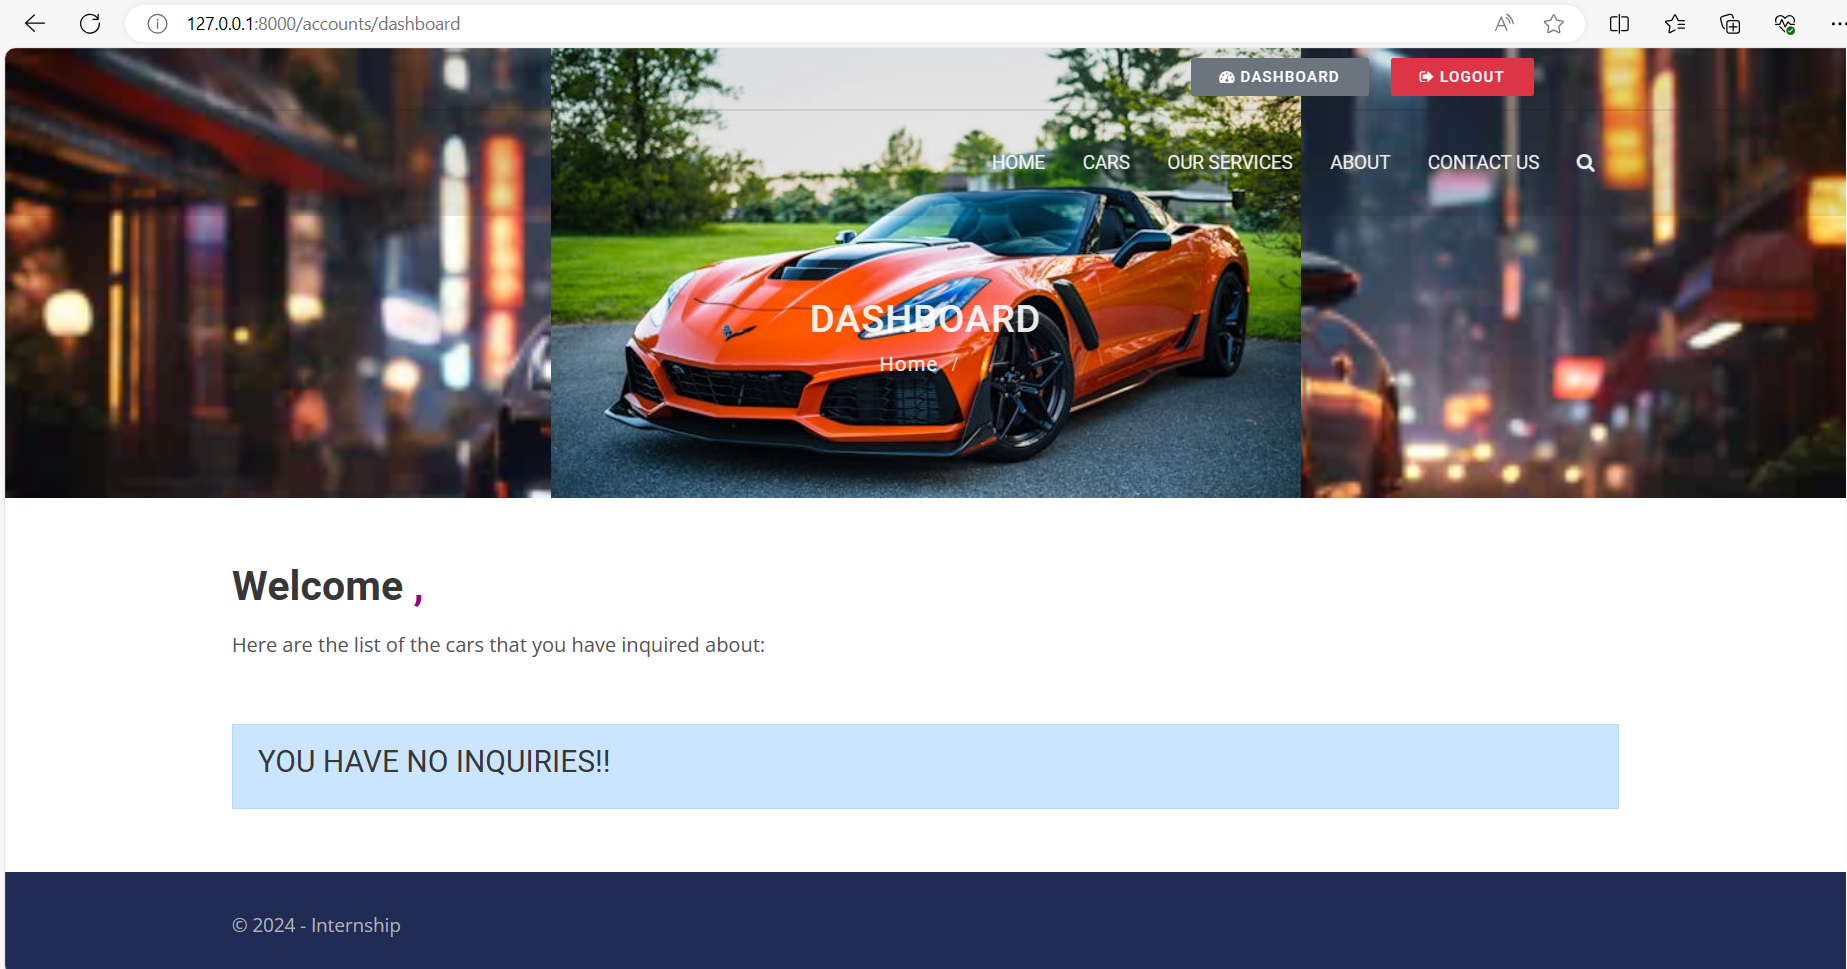 127.0.0.1:8000/accounts/dashboard
DASHBOARD LOGOUT
HOME CARS OUR SERVICES ABOUT CONTACT US
DASHBOARD
Home /
Welcome ,
Here are the list of the cars that you have inquired about:
YOU HAVE NO INQUIRIES!!
© 2024 - Internship